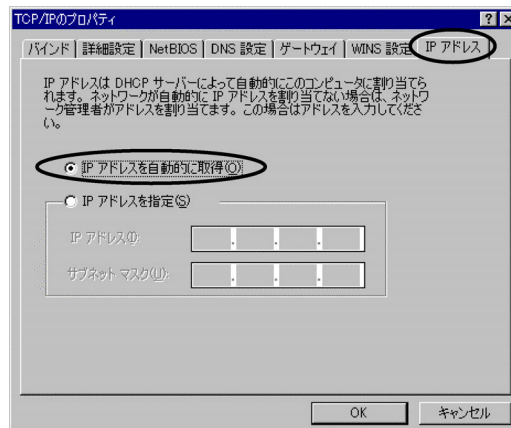 TCP/IPのプロパティ
バインド 詳細設定 NetBIOS DNS 設定 ゲートウェイ WINS 設定 IP アドレス
IP アドレスは DHCP サーバーによって自動的にこのコンピュータに割り当てら
れます。ネットワークが自動的に IP アドレスを割り当てない場合は、ネットワ
ーク管理者がアドレスを割り当てます。この場合はアドレスを入力してくださ
い。
IP アドレスを自動的に取得(O)
IP アドレスを指定(S)
IP アドレス(I):
サブネット マスク(U):
OK キャンセル